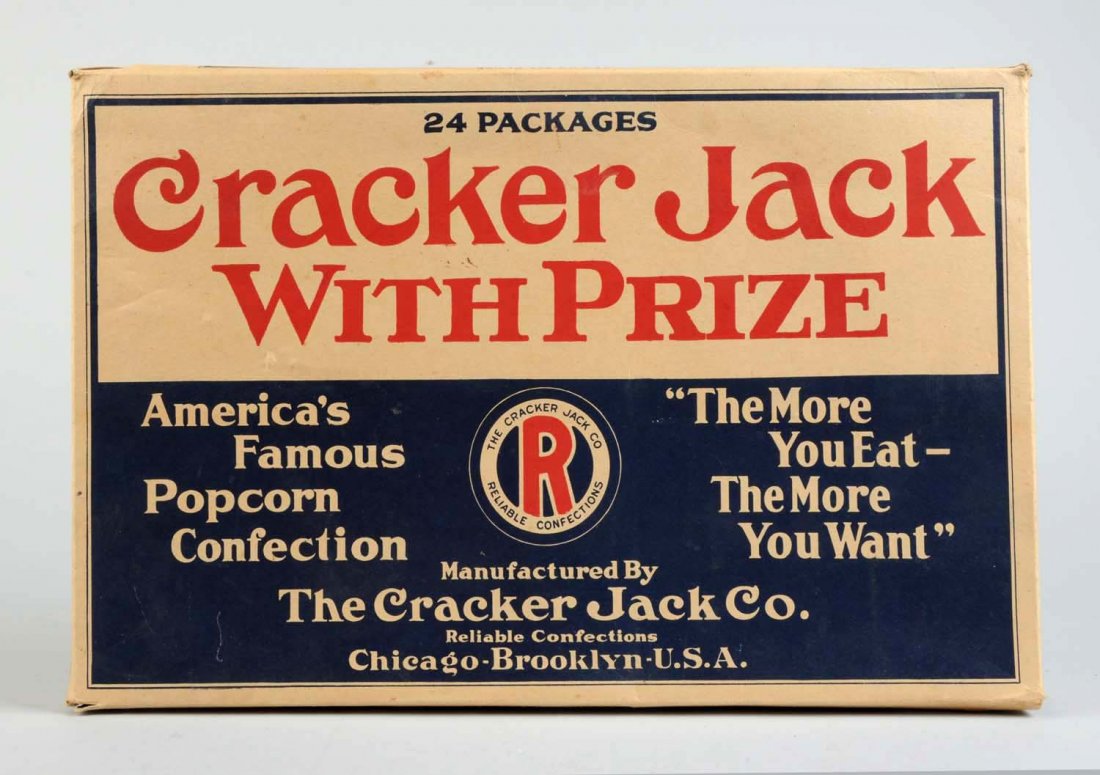 24 PACKAGES
Cracker Jack
WITH PRIZE
America's
Famous
Popcorn
Confection
THE CRACKER JACK CO
R
RELIABLE CONFECTIONS
"The More
You Eat –
The More
You Want"
Manufactured By
The Cracker Jack Co.
Reliable Confections
Chicago-Brooklyn-U.S.A.